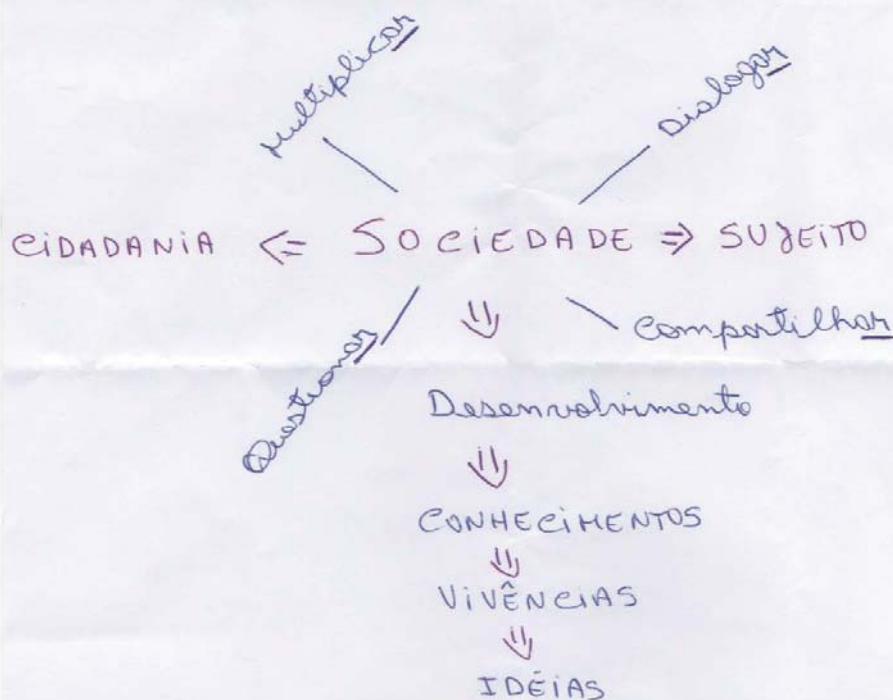 Multiplicar
Dialogar
CIDADANIA <= SOCIEDADE => SUJEITO
Questionar
Compartilhar
Desenvolvimento
CONHECIMENTOS
VIVÊNCIAS
IDÉIAS